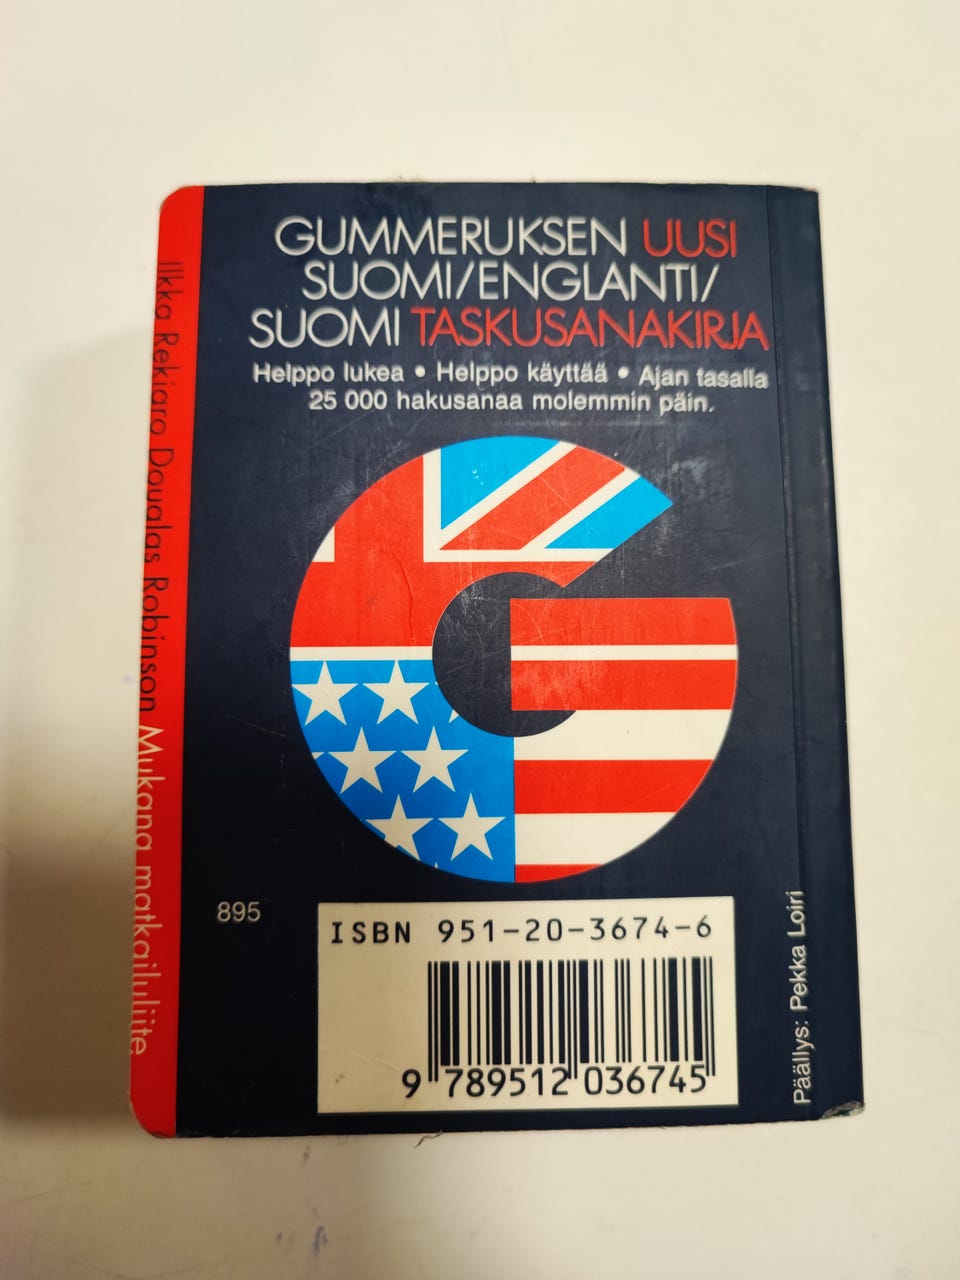 GUMMERUKSEN UUSI
SUOMI/ENGLANTI/
SUOMI TASKUSANAKIRJA
Helppo lukea • Helppo käyttää • Ajan tasalla
25 000 hakusanaa molemmin päin.
Ilkka Rekiaro Douglas Robinson Mukana matkailuliite
895
ISBN 951-20-3674-6
9 789512 036745
Päällys: Pekka Loiri